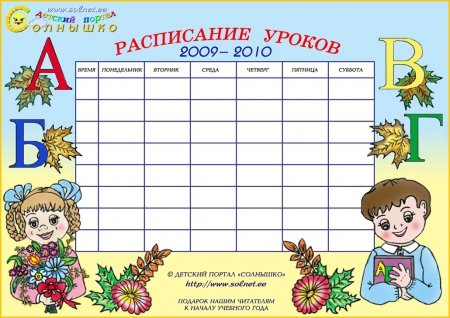 www.solnet.ee
Детский портал
Солнышко
РАСПИСАНИЕ УРОКОВ
2009-2010
А
В
Б
Г
ВРЕМЯ ПОНЕДЕЛЬНИК ВТОРНИК СРЕДА ЧЕТВЕРГ ПЯТНИЦА СУББОТА
А
© ДЕТСКИЙ ПОРТАЛ «СОЛНЫШКО»
http://www.solnet.ee
ПОДАРОК НАШИМ ЧИТАТЕЛЯМ
К НАЧАЛУ УЧЕБНОГО ГОДА